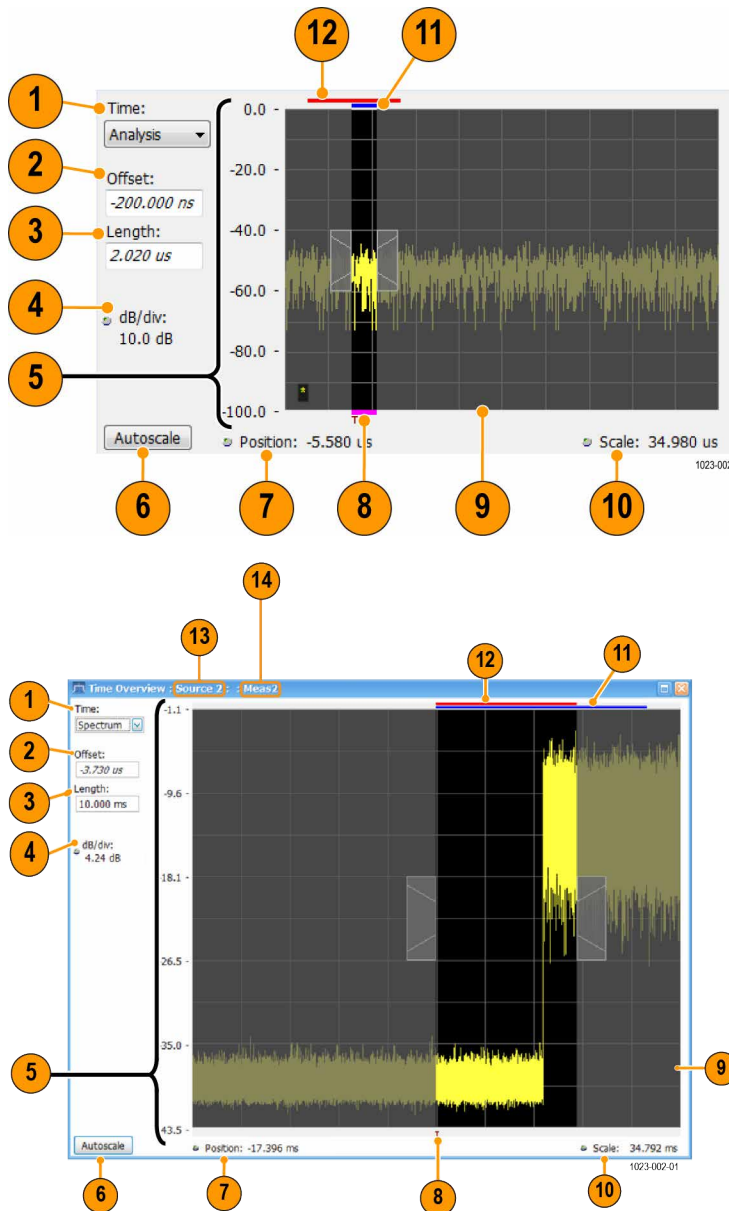 12
11
1
Time:
0.0 -
Analysis
2
Offset:
-20.0 -
-200.000 ns
3
Length:
-40.0 -
2.020 us
4
dB/div:
-60.0 -
10.0 dB
5
-80.0 -
*
-100.0 -
T
Autoscale
Position: -5.580 us
Scale: 34.980 us
1023-002
6
7
8
9
10
14
13
12
11
Time Overview : Source 2 : : Meas2
1
Time:
-1.1 -
Spectrum
2
Offset:
-3.730 us
3
Length:
-9.6 -
10.000 ms
4
dB/div:
4.24 dB
18.1 -
26.5 -
35.0 -
5
9
43.5 -
T
Autoscale
Position: -17.396 ms
Scale: 34.792 ms
1023-002-01
6
7
8
10